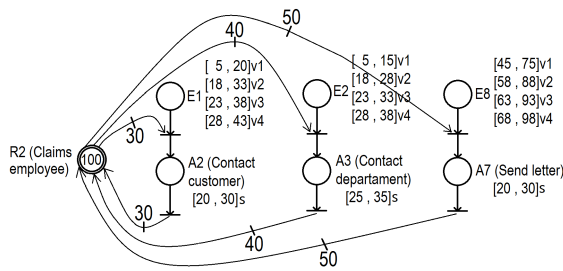 50
40
[ 5, 20]v1
[18 , 33]v2
[23 , 38]v3
[28 , 43]v4
E1
[ 5 , 15]v1
[18 , 28]v2
[23 , 33]v3
[28 , 38]v4
E2
[45 , 75]v1
[58 , 88]v2
[63 , 93]v3
[68 , 98]v4
E8
30
R2 (Claims
employee)
100
A2 (Contact
customer)
[20 , 30]s
A3 (Contact
departament)
[25 , 35]s
A7 (Send letter)
[20 , 30]s
30
40
50